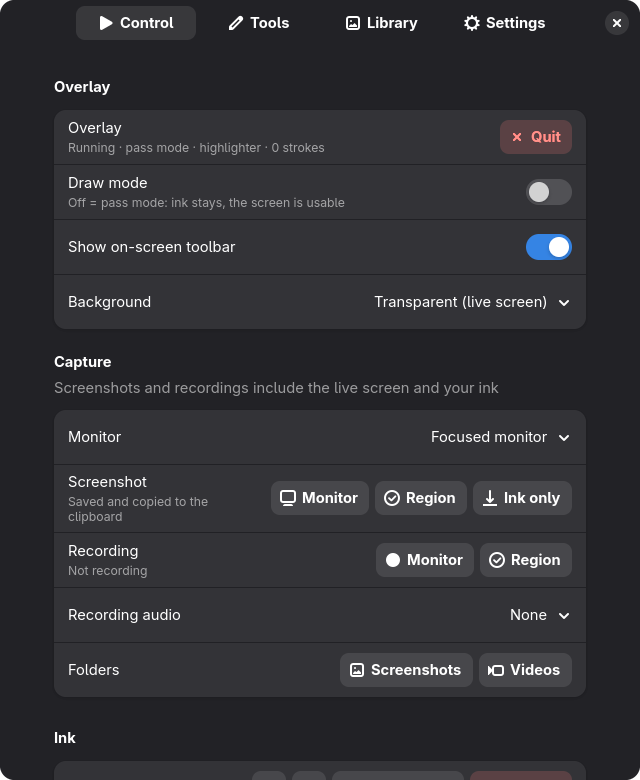 Control Tools Library Settings
Overlay
Overlay
Running · pass mode · highlighter · 0 strokes
Quit
Draw mode
Off = pass mode: ink stays, the screen is usable
Show on-screen toolbar
Background Transparent (live screen)
Capture
Screenshots and recordings include the live screen and your ink
Monitor Focused monitor
Screenshot
Saved and copied to the
clipboard
Monitor Region Ink only
Recording
Not recording
Monitor Region
Recording audio None
Folders Screenshots Videos
Ink